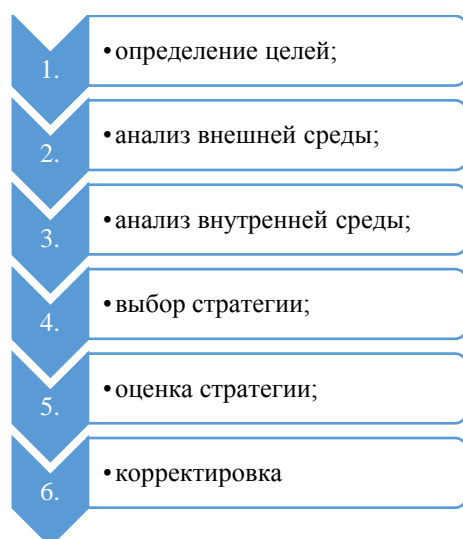 1. •определение целей;
2. •анализ внешней среды;
3. •анализ внутренней среды;
4. •выбор стратегии;
5. •оценка стратегии;
6. •корректировка